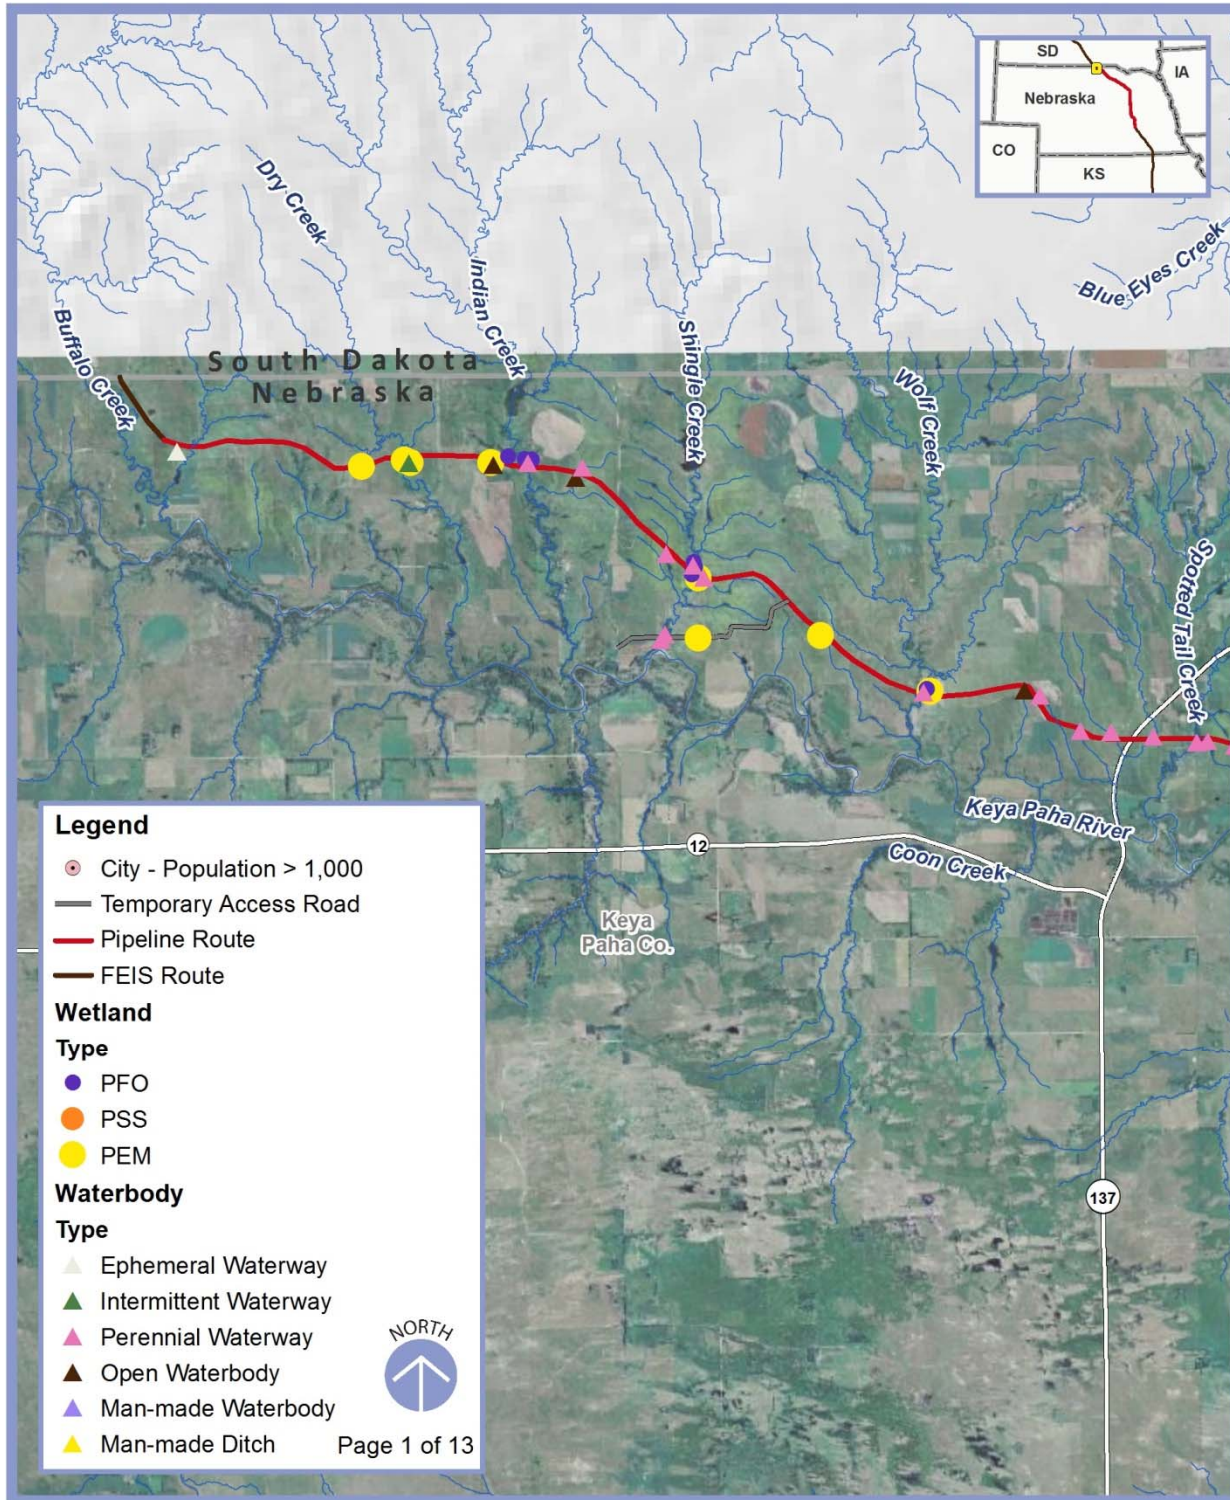 SD
IA
Nebraska
CO
KS
Dry Creek
Indian Creek
Blue Eyes Creek
Buffalo Creek
Shingle Creek
South Dakota
Nebraska
Wolf Creek
Spotted Tail Creek
Keya Paha River
12
Coon Creek
Keya
Paha Co.
137
Legend
City - Population > 1,000
Temporary Access Road
Pipeline Route
FEIS Route
Wetland
Type
PFO
PSS
PEM
Waterbody
Type
Ephemeral Waterway
Intermittent Waterway
Perennial Waterway
Open Waterbody
Man-made Waterbody
Man-made Ditch
NORTH
Page 1 of 13